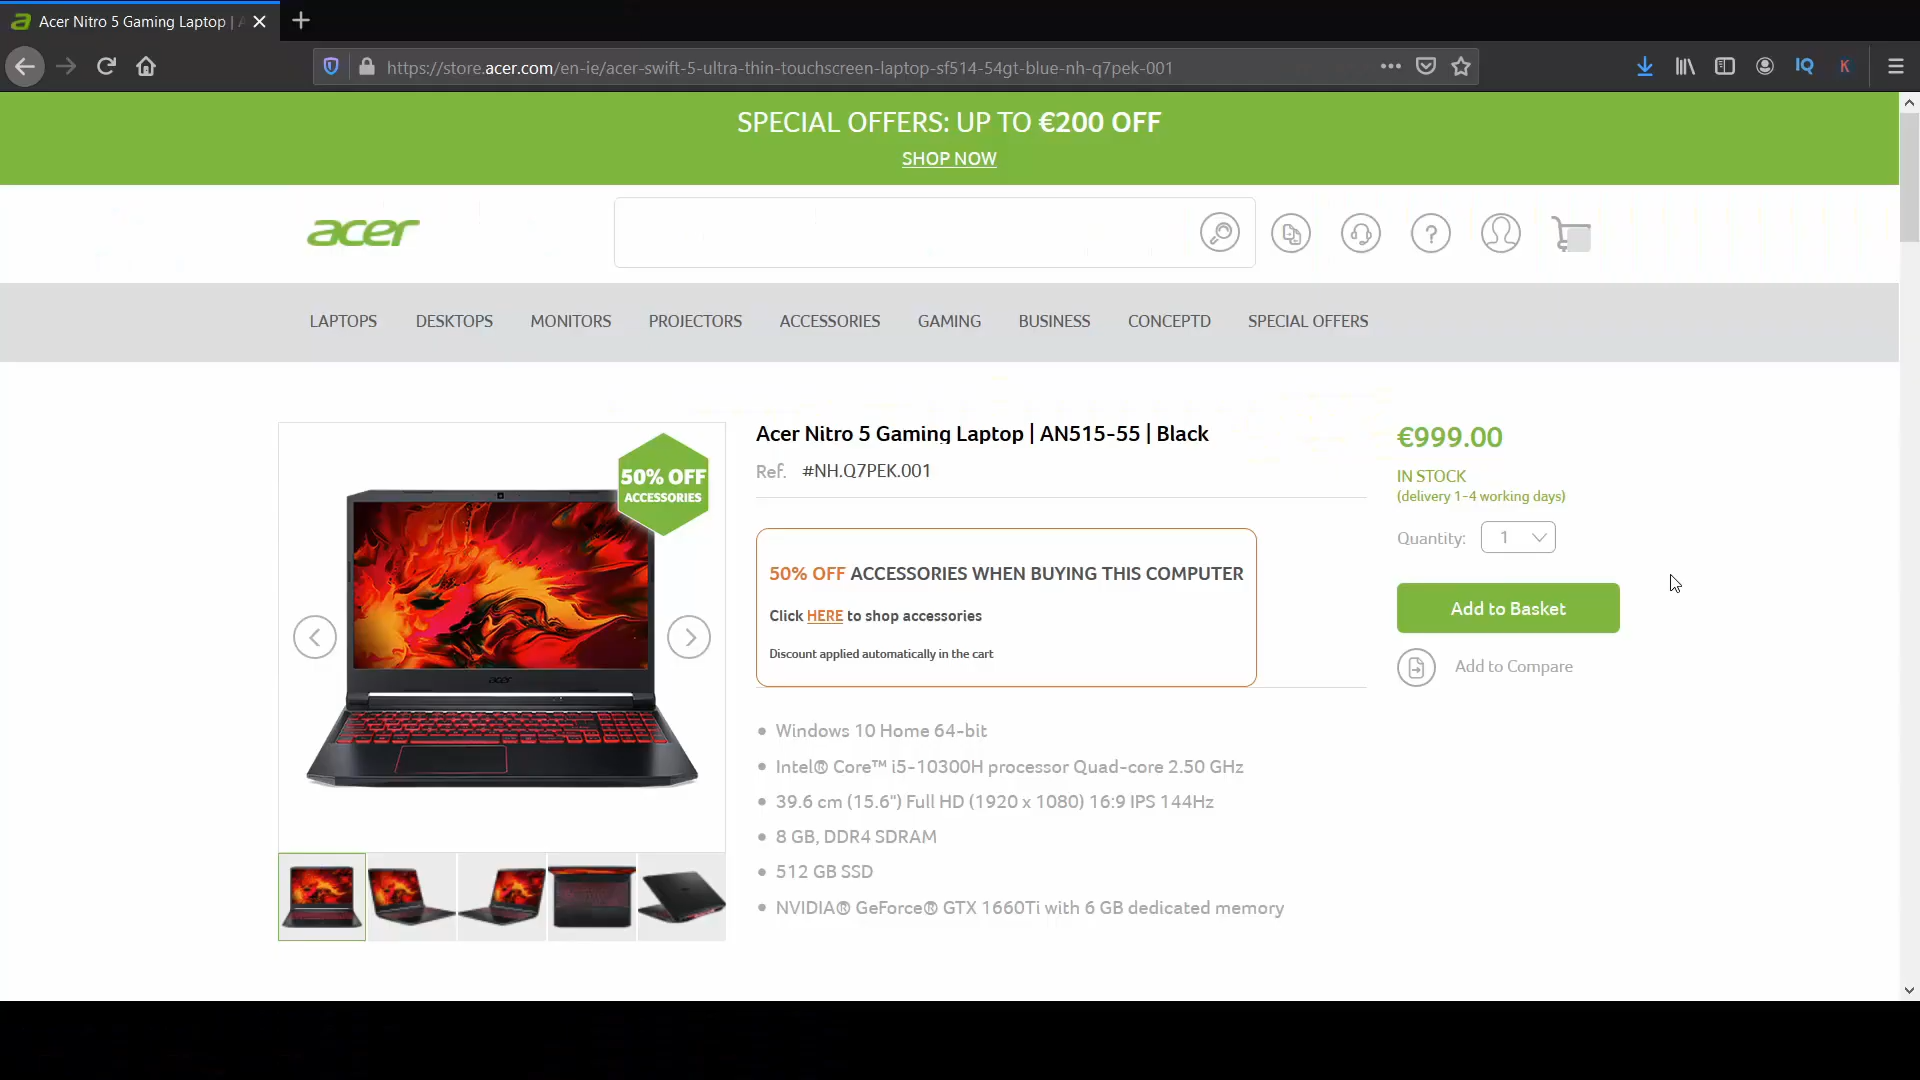 Acer Nitro 5 Gaming Laptop |
https://store.acer.com/en-ie/acer-swift-5-ultra-thin-touchscreen-laptop-sf514-54gt-blue-nh-q7pek-001
IQ
K
SPECIAL OFFERS: UP TO €200 OFF
SHOP NOW
acer
?
LAPTOPS DESKTOPS MONITORS PROJECTORS ACCESSORIES GAMING BUSINESS CONCEPTD SPECIAL OFFERS
50% OFF
ACCESSORIES
acer
Acer Nitro 5 Gaming Laptop | AN515-55 | Black
Ref. #NH.Q7PEK.001
50% OFF ACCESSORIES WHEN BUYING THIS COMPUTER
Click HERE to shop accessories
Discount applied automatically in the cart
Windows 10 Home 64-bit
Intel® Core™ i5-10300H processor Quad-core 2.50 GHz
39.6 cm (15.6") Full HD (1920 x 1080) 16:9 IPS 144Hz
8 GB, DDR4 SDRAM
512 GB SSD
NVIDIA® GeForce® GTX 1660Ti with 6 GB dedicated memory
€999.00
IN STOCK
(delivery 1-4 working days)
Quantity: 1
Add to Basket
Add to Compare